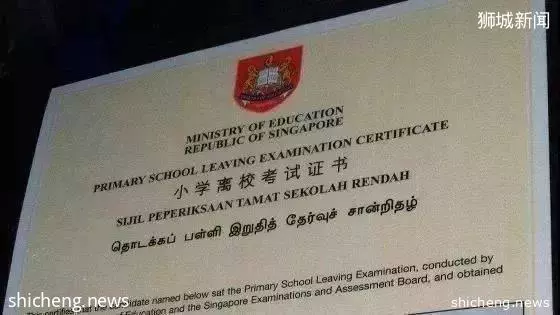 狮城新闻
MINISTRY OF EDUCATION
REPUBLIC OF SINGAPORE
PRIMARY SCHOOL LEAVING EXAMINATION CERTIFICATE
小学离校考试证书
SIJIL PEPERIKSAAN TAMAT SEKOLAH RENDAH
தொடக்கப் பள்ளி இறுதித் தேர்வுச் சான்றிதழ்
candidate named below sat the Primary School Leaving Examination, conducted by
of Education and the Singapore Examinations and Assessment Board, and obtained
shicheng.news
shicheng.news